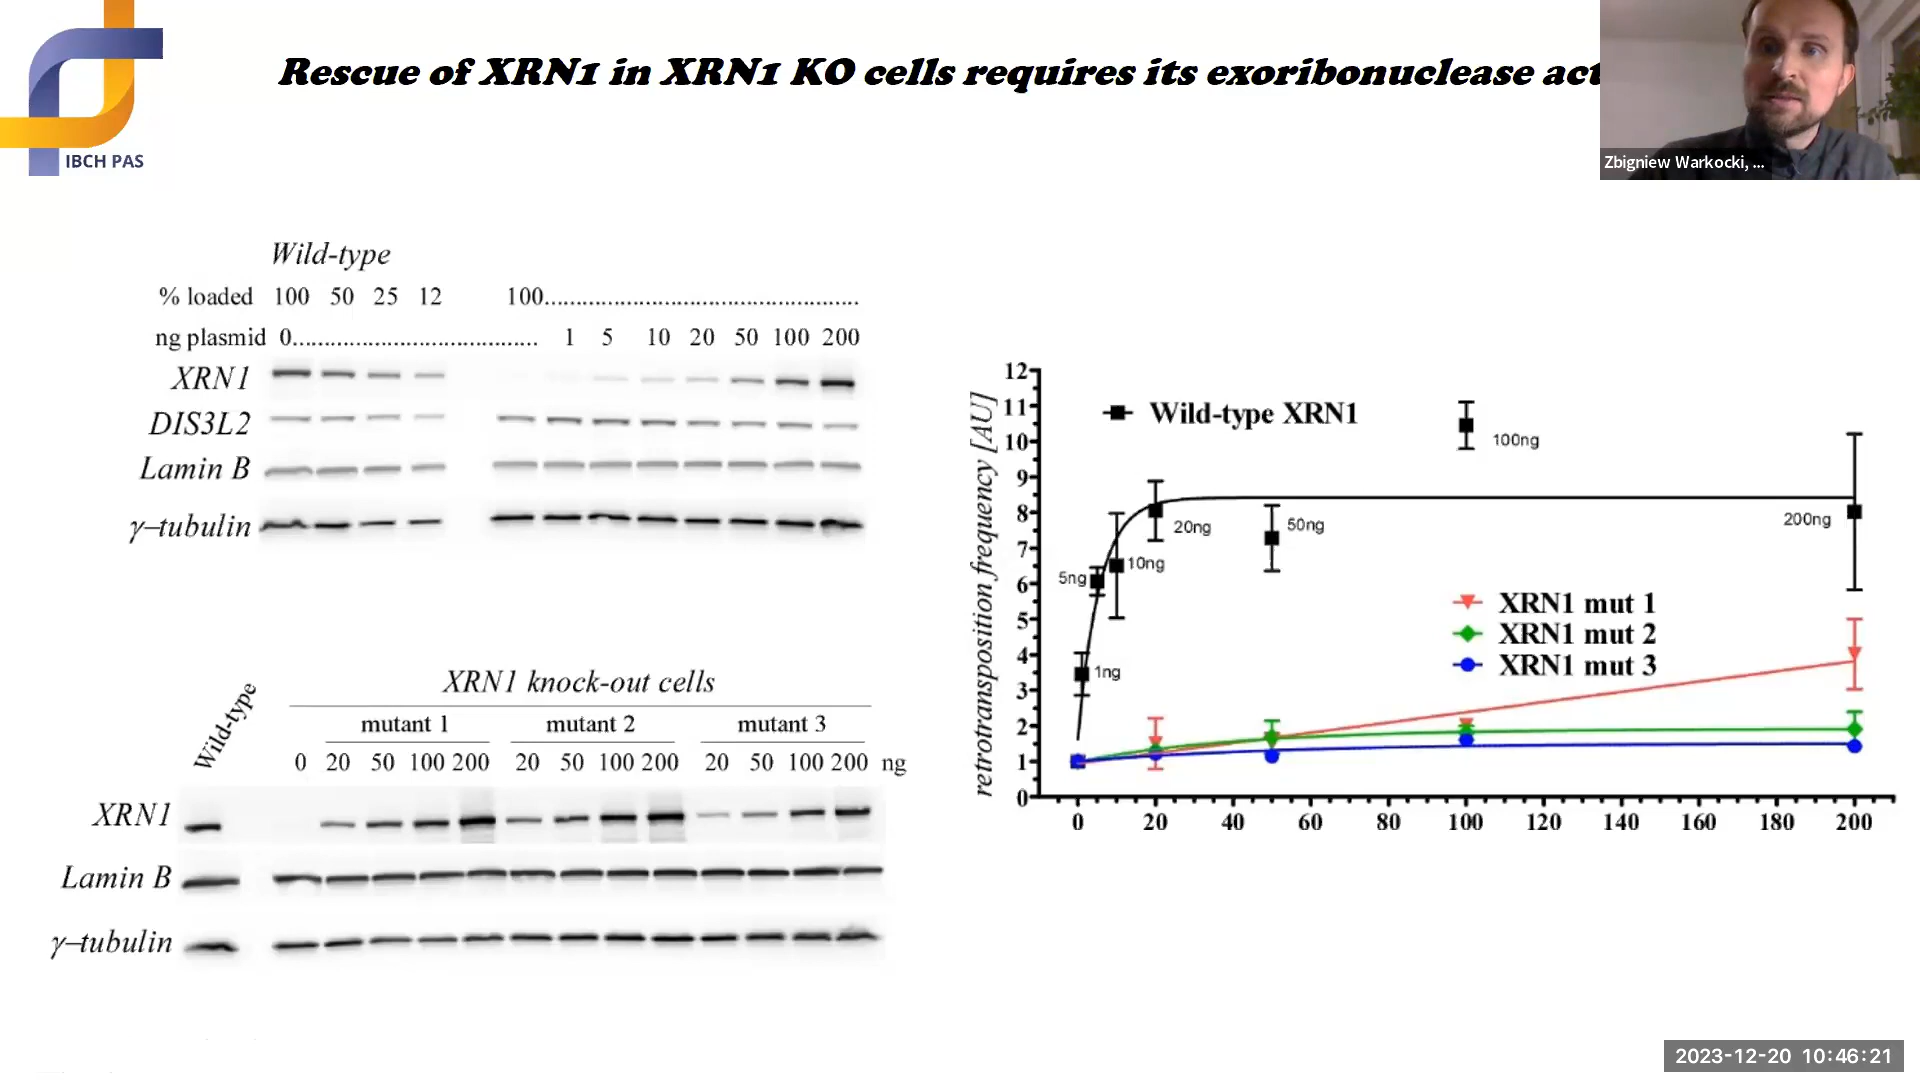 IBCH PAS
Rescue of XRN1 in XRN1 KO cells requires its exoribonuclease act
Zbigniew Warkocki, ...
Wild-type
% loaded 100 50 25 12 100
ng plasmid 0 1 5 10 20 50 100 200
XRN1
DIS3L2
Lamin B
γ-tubulin
XRN1 knock-out cells
Wild-type
mutant 1 mutant 2 mutant 3
0 20 50 100 200 20 50 100 200 20 50 100 200 ng
XRN1
Lamin B
γ-tubulin
retrotransposition frequency [AU]
12
11
10
9
8
7
6
5
4
3
2
1
0
Wild-type XRN1
100ng
20ng
50ng
200ng
5ng
10ng
1ng
XRN1 mut 1
XRN1 mut 2
XRN1 mut 3
0 20 40 60 80 100 120 140 160 180 200
2023-12-20 10:46:21